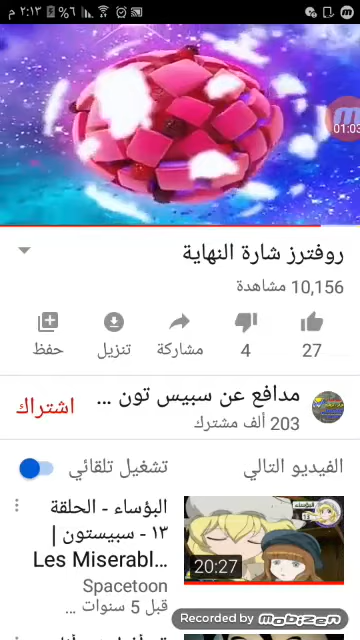 ٢:١٣ م
٦%
01:03
روفترز شارة النهاية
10,156 مشاهدة
27
4
مشاركة
تنزيل
حفظ
مدافع عن سبيس تون ...
203 ألف مشترك
اشتراك
الفيديو التالي
تشغيل تلقائي
البؤساء - الحلقة
١٣ - سبيستون |
Les Miserabl...
Spacetoon
قبل 5 سنوات ...
البؤساء
13
20:27
RECORDED BY MOBIZEN